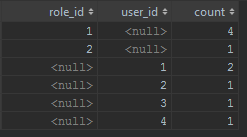 role_id user_id count
1 <null> 4
2 <null> 1
<null> 1 2
<null> 2 1
<null> 3 1
<null> 4 1